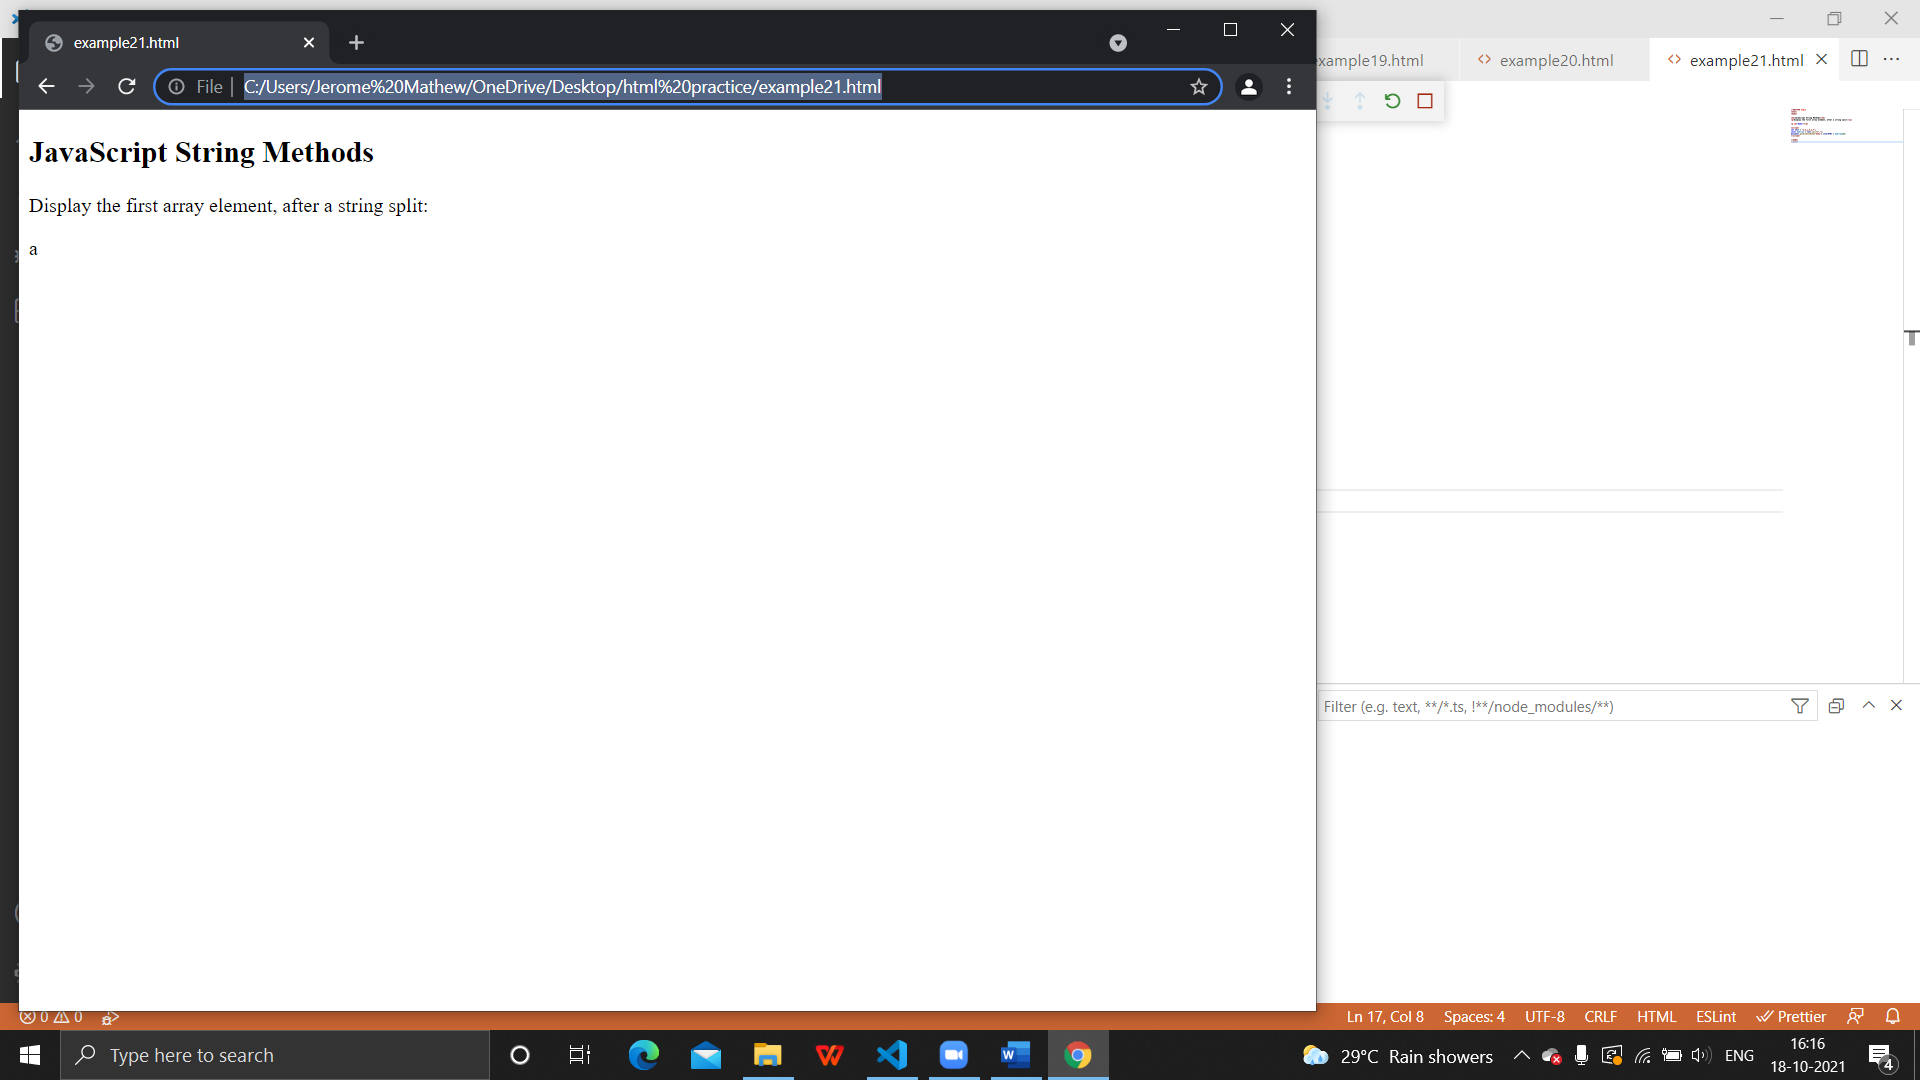 example21.html
File
C:/Users/Jerome%20Mathew/OneDrive/Desktop/html%20practice/example21.html
JavaScript String Methods
Display the first array element, after a string split:
a
example19.html
example20.html
example21.html
Filter (e.g. text, **/*.ts, !**/node_modules/**)
0 0
Ln 17, Col 8 Spaces: 4 UTF-8 CRLF HTML ESLint Prettier
Type here to search
29°C Rain showers
ENG
16:16
18-10-2021
4